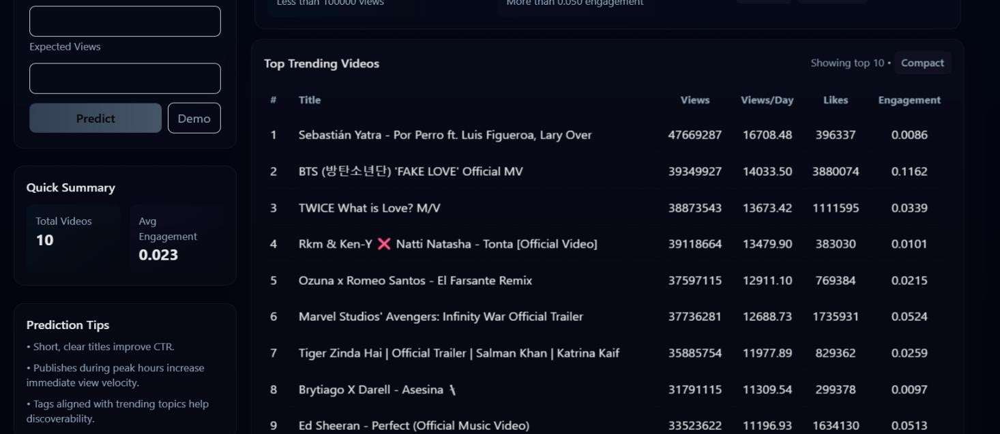 Less than 100000 views
More than 0.050 engagement
Expected Views
Predict
Demo
Quick Summary
Total Videos
10
Avg
Engagement
0.023
Prediction Tips
• Short, clear titles improve CTR.
• Publishes during peak hours increase
immediate view velocity.
• Tags aligned with trending topics help
discoverability.
Top Trending Videos
Showing top 10 •
Compact
# Title Views Views/Day Likes Engagement
1 Sebastián Yatra - Por Perro ft. Luis Figueroa, Lary Over 47669287 16708.48 396337 0.0086
2 BTS (방탄소년단) 'FAKE LOVE' Official MV 39349927 14033.50 3880074 0.1162
3 TWICE What is Love? M/V 38873543 13673.42 1111595 0.0339
4 Rkm & Ken-Y ❌ Natti Natasha - Tonta [Official Video] 39118664 13479.90 383030 0.0101
5 Ozuna x Romeo Santos - El Farsante Remix 37597115 12911.10 769384 0.0215
6 Marvel Studios' Avengers: Infinity War Official Trailer 37736281 12688.73 1735931 0.0524
7 Tiger Zinda Hai | Official Trailer | Salman Khan | Katrina Kaif 35885754 11977.89 829362 0.0259
8 Brytiago X Darell - Asesina 31791115 11309.54 299378 0.0097
9 Ed Sheeran - Perfect (Official Music Video) 33523622 11196.93 1634130 0.0513